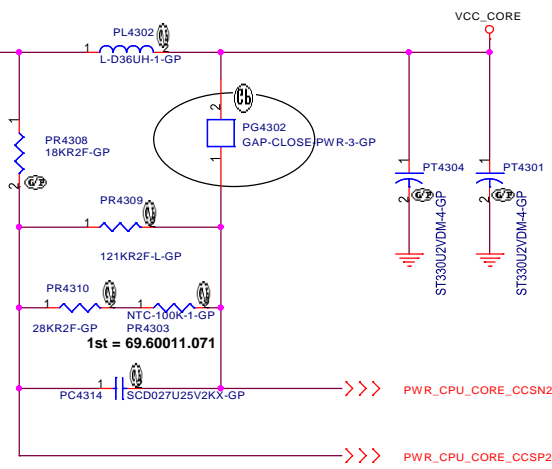 VCC_CORE
PL4302
1
2
L-D36UH-1-GP
Cb
2
PG4302
GAP-CLOSE-PWR-3-GP
1
1
PR4308
18KR2F-GP
2
G/P
1
PT4304
2
G/P
ST330U2VDM-4-GP
1
PT4301
2
G/P
ST330U2VDM-4-GP
PR4309
1
2
121KR2F-L-GP
PR4310
1
2
28KR2F-GP
1
2
NTC-100K-1-GP
PR4303
1st = 69.60011.071
1
2
PC4314
SCD027U25V2KX-GP
PWR_CPU_CORE_CCSN2
PWR_CPU_CORE_CCSP2